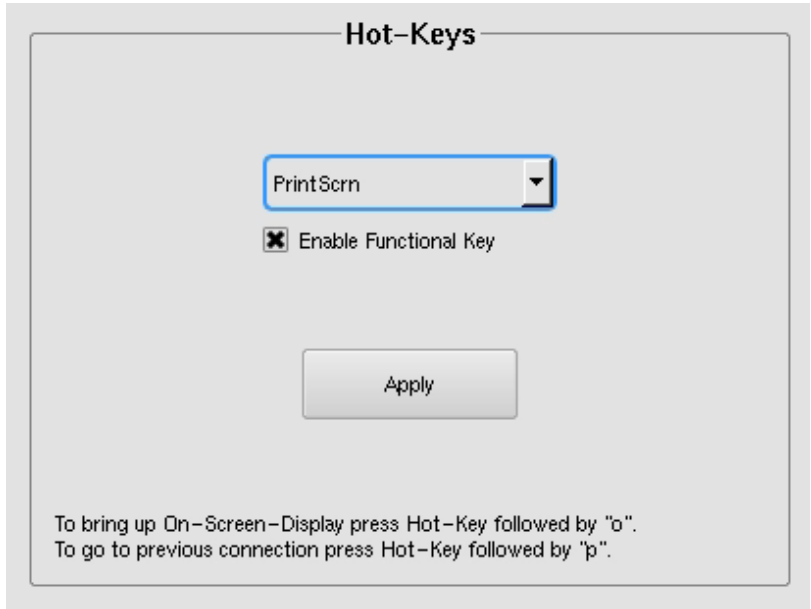 Hot-Keys
PrintScrn
Enable Functional Key
Apply
To bring up On-Screen-Display press Hot-Key followed by "o".
To go to previous connection press Hot-Key followed by "p".